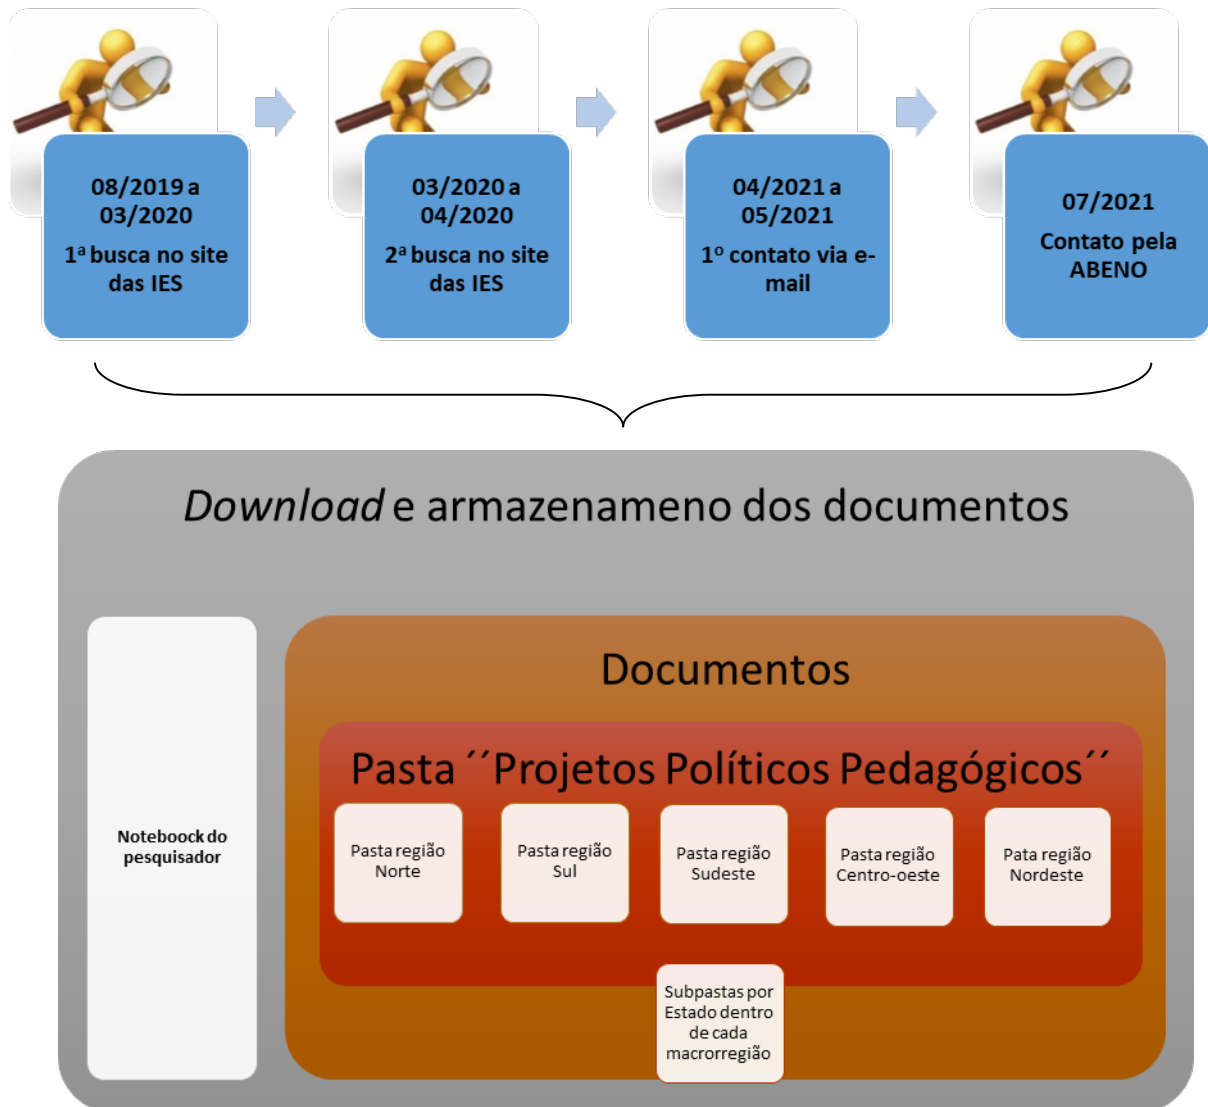 08/2019 a
03/2020
1ª busca no site
das IES
03/2020 a
04/2020
2ª busca no site
das IES
04/2021 a
05/2021
1º contato via e-
mail
07/2021
Contato pela
ABENO
Download e armazenameno dos documentos
Noteboock do
pesquisador
Documentos
Pasta ´´Projetos Políticos Pedagógicos´´
Pasta região
Norte
Pasta região
Sul
Pasta região
Sudeste
Pasta região
Centro-oeste
Pata região
Nordeste
Subpastas por
Estado dentro
de cada
macrorregião